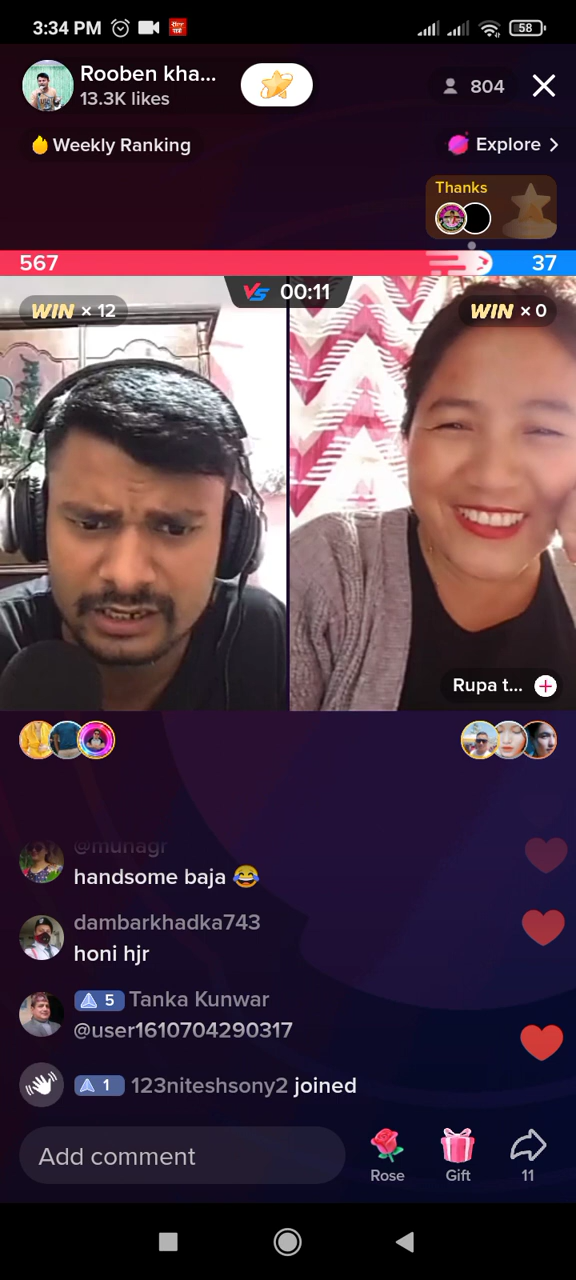 3:34 PM
58
Rooben kha...
13.3K likes
804
Weekly Ranking
Explore
Thanks
567
37
VS 00:11
WIN × 12
WIN × 0
Rupa t...
@munagr
handsome baja 😂
dambarkhadka743
honi hjr
5 Tanka Kunwar
@user1610704290317
1 123niteshsony2 joined
Add comment
Rose
Gift
11